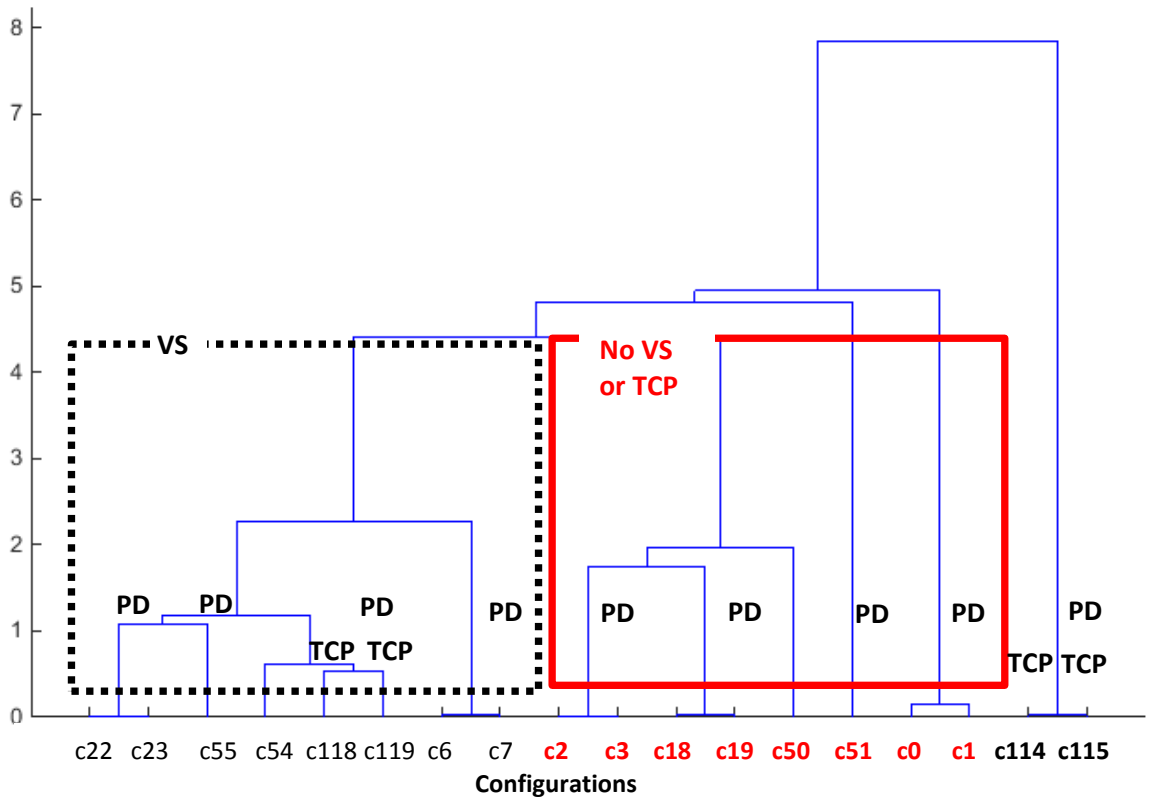 8
7
6
5
4
3
2
1
0
VS
No VS
or TCP
PD PD PD PD PD PD PD PD PD
TCP TCP TCP TCP
c22 c23 c55 c54 c118 c119 c6 c7 c2 c3 c18 c19 c50 c51 c0 c1 c114 c115
Configurations